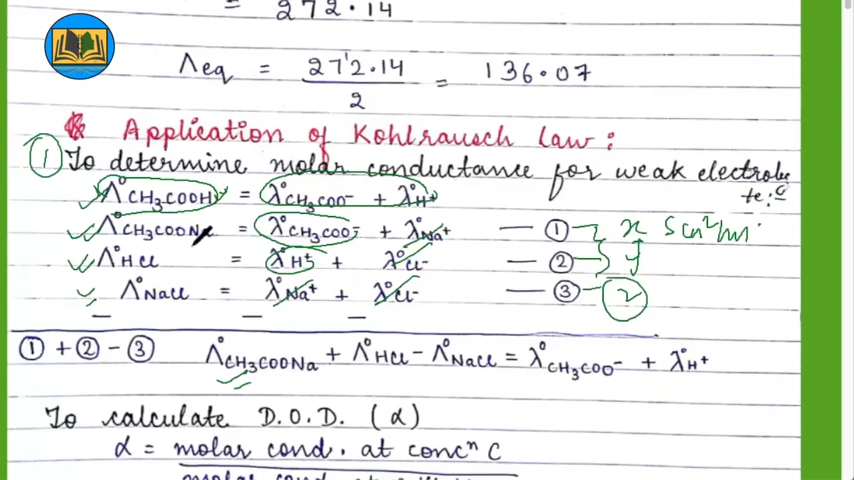 = 272.14
Λeq = 272.14 / 2 = 136.07
Application of Kohlrausch Law:
① To determine molar conductance for weak electroly
te:
Λ°CH₃COOH = λ°CH₃COO⁻ + λ°H⁺
Λ°CH₃COONa = λ°CH₃COO⁻ + λ°Na⁺ — ① x
Λ°HCl = λ°H⁺ + λ°Cl⁻ — ② y
Λ°NaCl = λ°Na⁺ + λ°Cl⁻ — ③
① + ② - ③ Λ°CH₃COONa + Λ°HCl - Λ°NaCl = λ°CH₃COO⁻ + λ°H⁺
To calculate D.O.D. (α)
α = molar cond. at concⁿ C